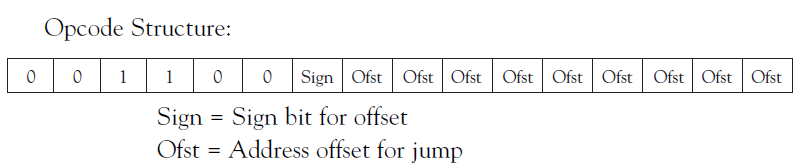 Opcode Structure:
0 0 1 1 0 0 Sign Ofst Ofst Ofst Ofst Ofst Ofst Ofst Ofst Ofst
Sign = Sign bit for offset
Ofst = Address offset for jump